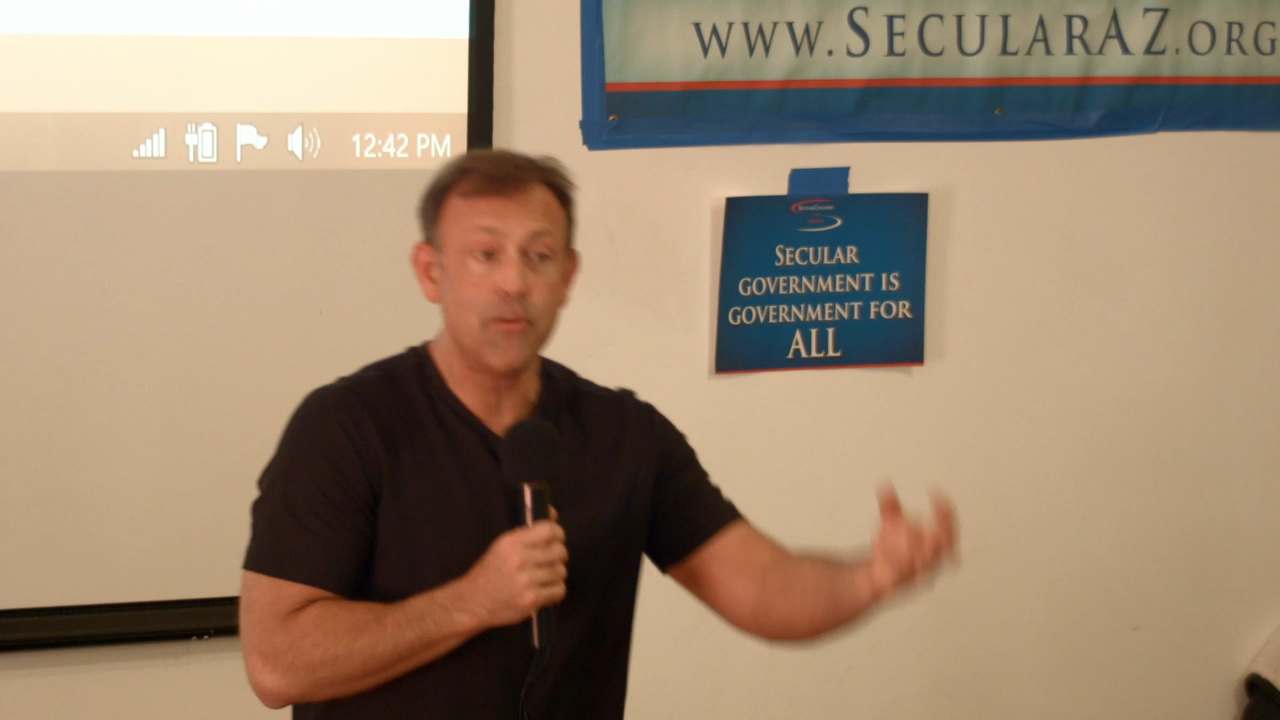 www.SecularAZ.org
12:42 PM
Secular
government is
government for
ALL